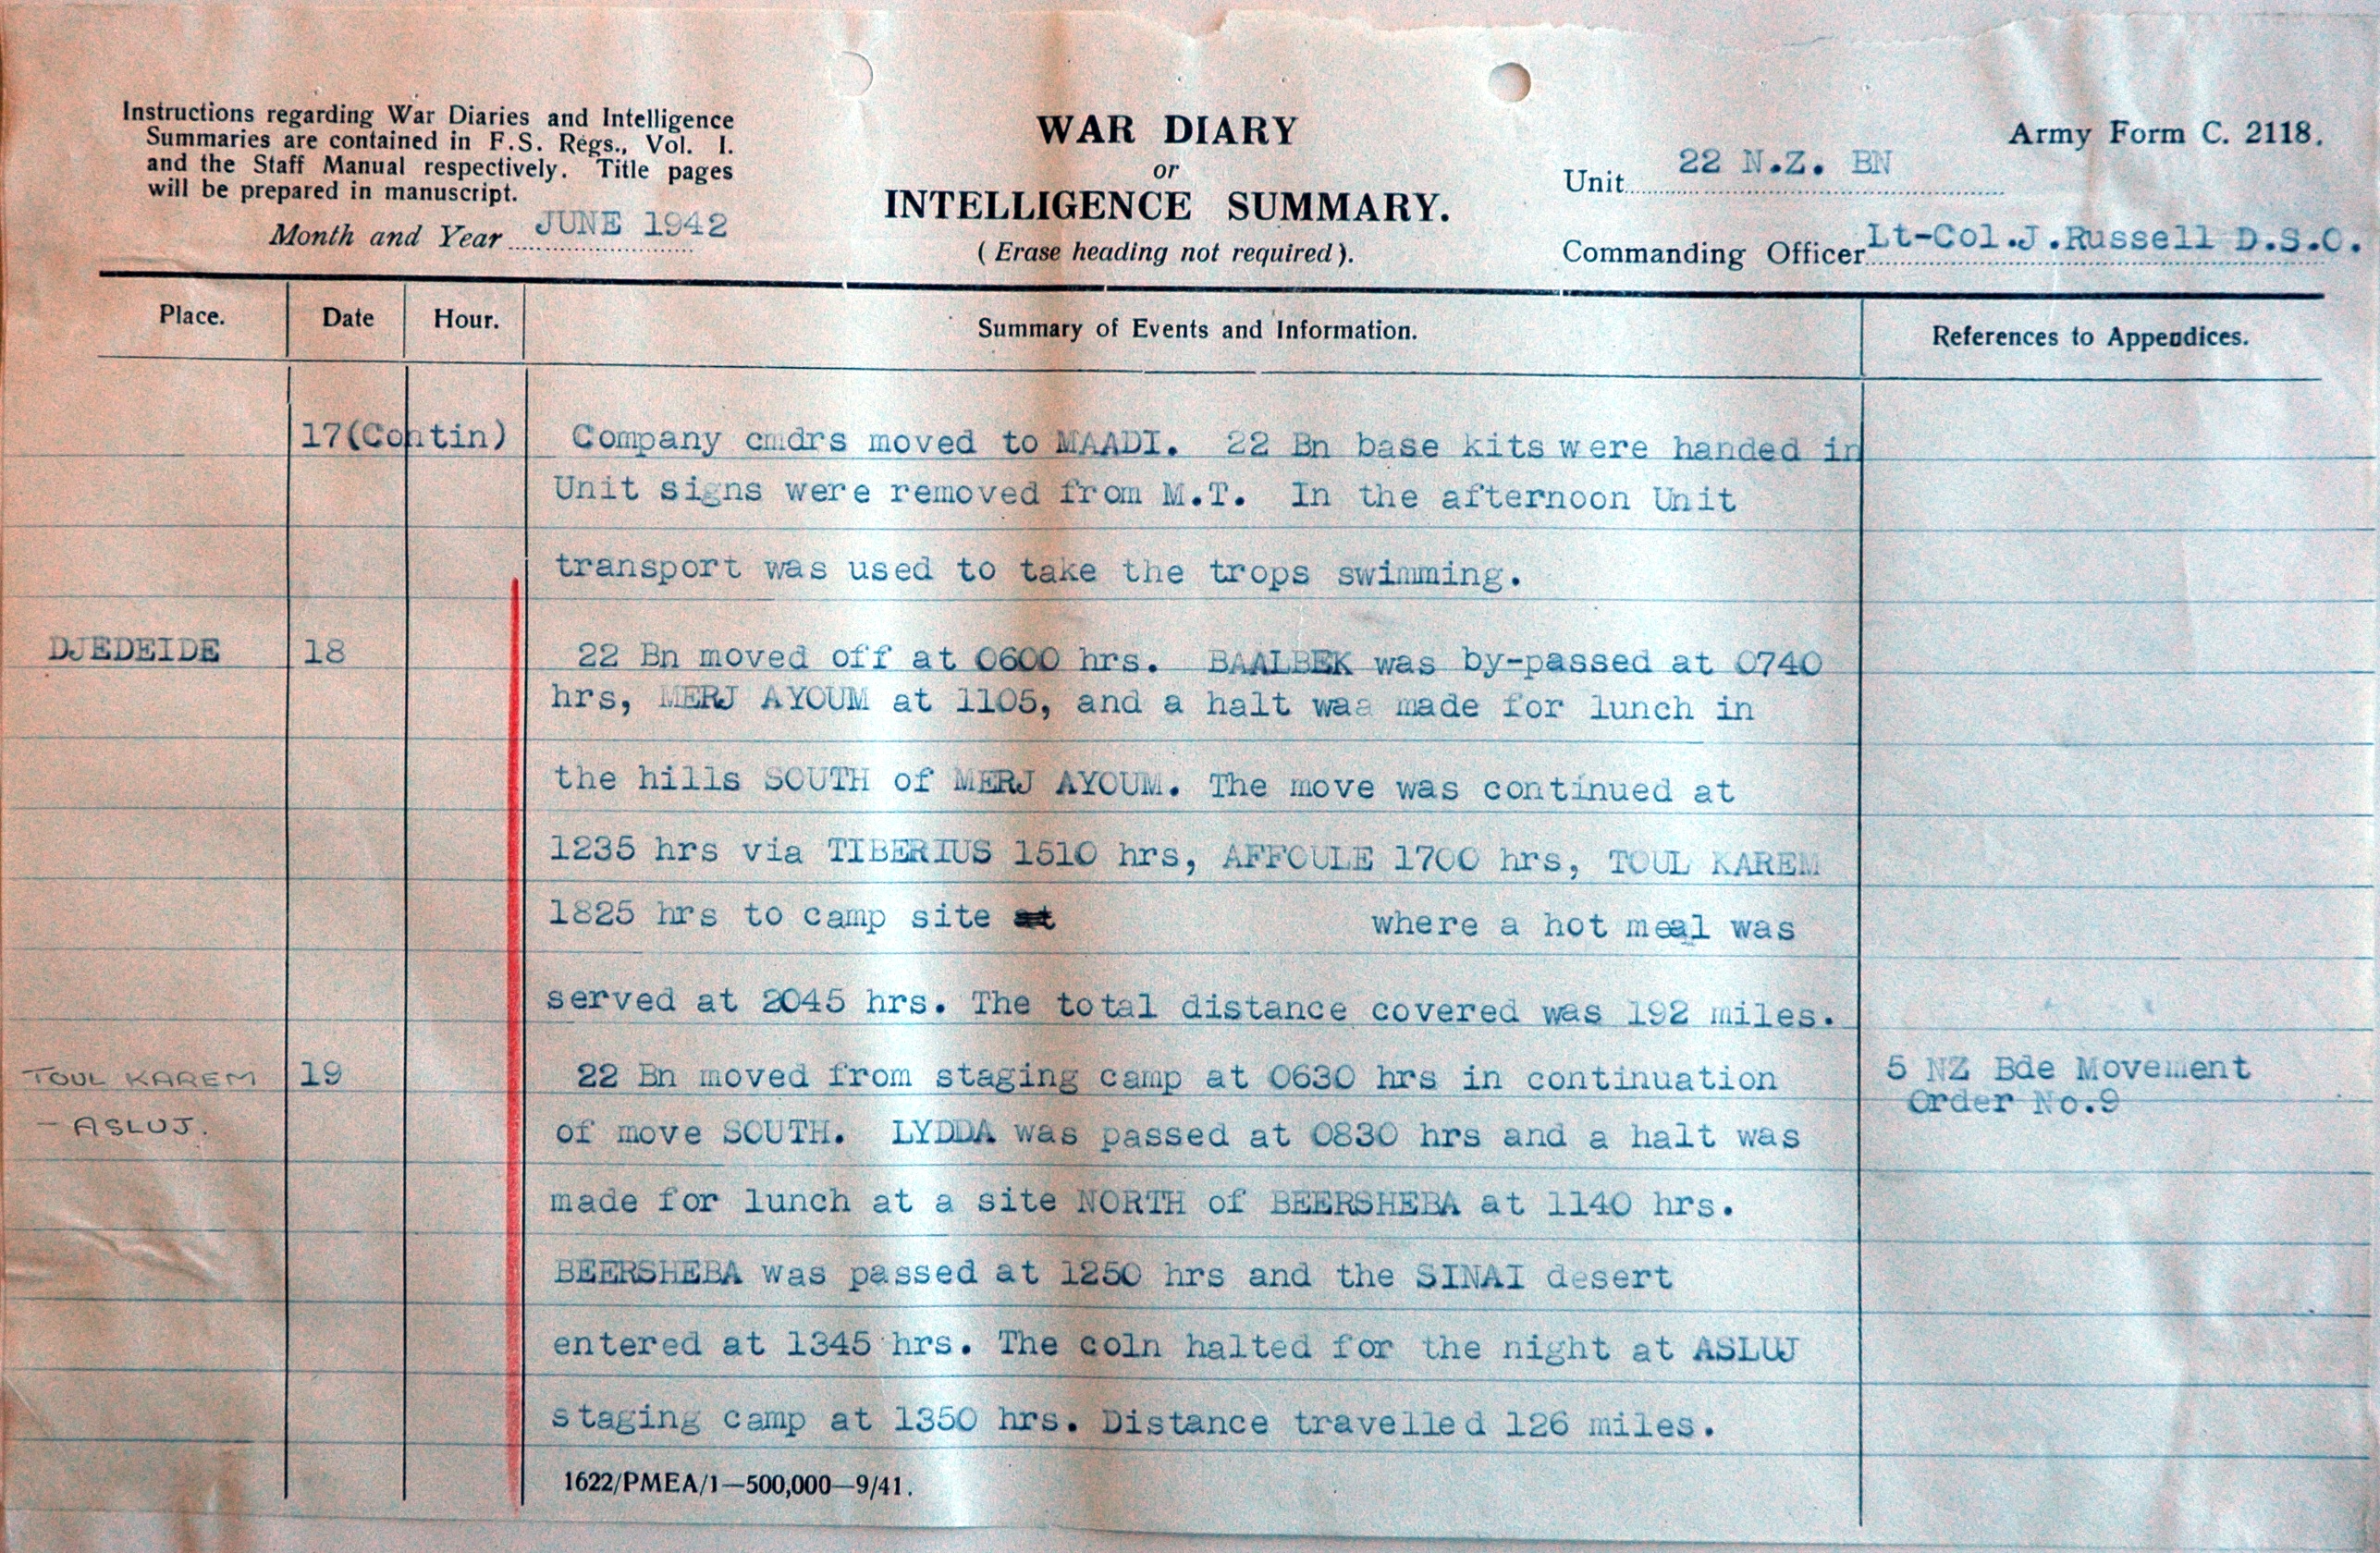 Instructions regarding War Diaries and Intelligence
Summaries are contained in F.S. Regs., Vol. I.
and the Staff Manual respectively. Title pages
will be prepared in manuscript.
Month and Year JUNE 1942
WAR DIARY
or
INTELLIGENCE SUMMARY.
(Erase heading not required).
Army Form C. 2118.
Unit 22 N.Z. BN
Commanding Officer Lt-Col.J.Russell D.S.O.
Place. Date Hour. Summary of Events and Information. References to Appendices.
17(Contin) Company cmdrs moved to MAADI. 22 Bn base kits were handed in
Unit signs were removed from M.T. In the afternoon Unit
transport was used to take the trops swimming.
DJEDEIDE 18 22 Bn moved off at 0600 hrs. BAALBEK was by-passed at 0740
hrs, MERJ AYOUM at 1105, and a halt waa made for lunch in
the hills SOUTH of MERJ AYOUM. The move was continued at
1235 hrs via TIBERIUS 1510 hrs, AFFOULE 1700 hrs, TOUL KAREM
1825 hrs to camp site at where a hot meal was
served at 2045 hrs. The total distance covered was 192 miles.
TOUL KAREM 19 22 Bn moved from staging camp at 0630 hrs in continuation 5 NZ Bde Movement
Order No.9
- ASLUJ. of move SOUTH. LYDDA was passed at 0830 hrs and a halt was
made for lunch at a site NORTH of BEERSHEBA at 1140 hrs.
BEERSHEBA was passed at 1250 hrs and the SINAI desert
entered at 1345 hrs. The coln halted for the night at ASLUJ
staging camp at 1350 hrs. Distance travelled 126 miles.
1622/PMEA/1—500,000—9/41.